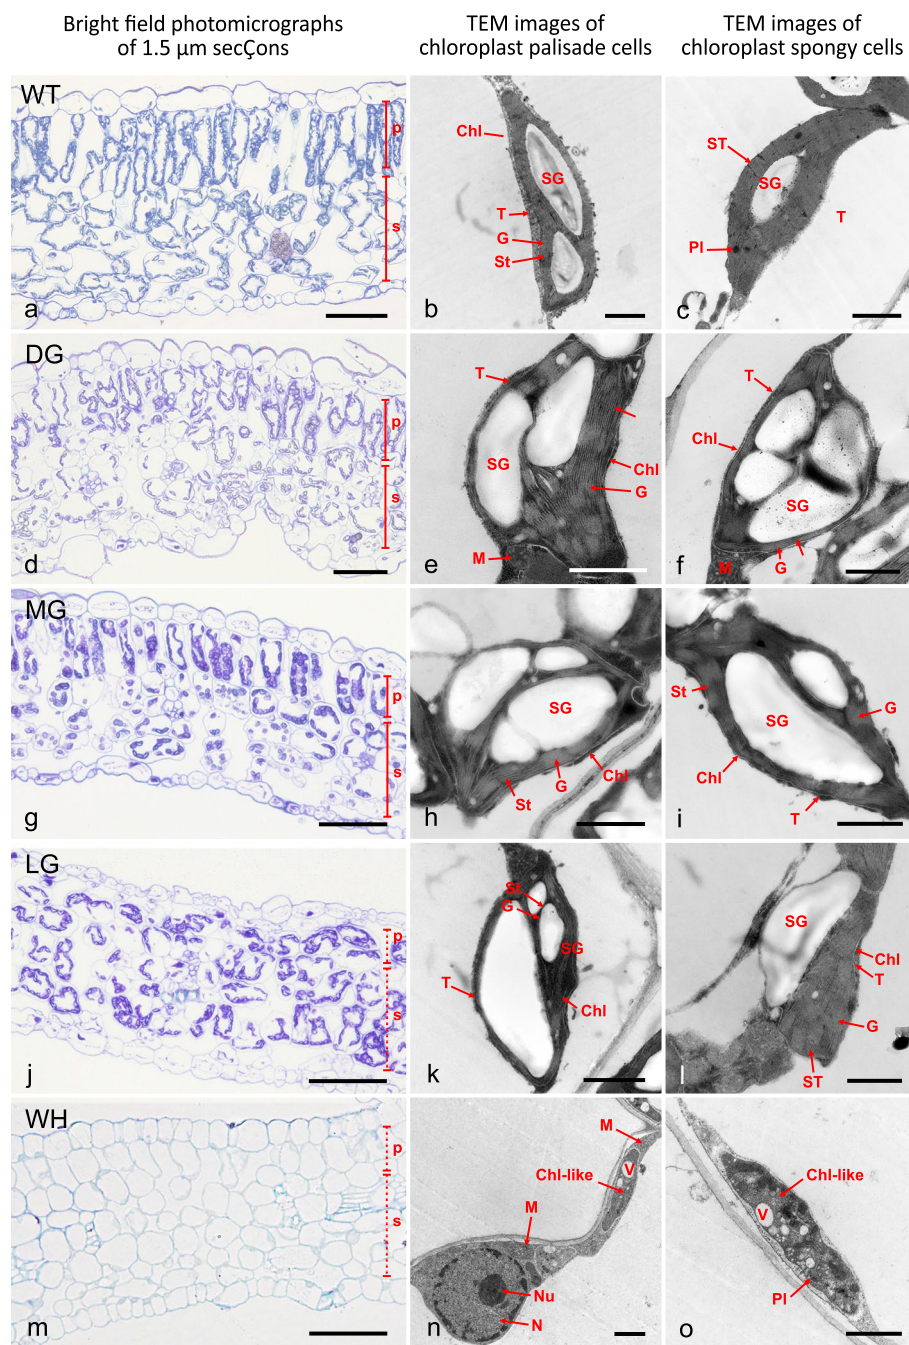 Bright field photomicrographs
of 1.5 µm secÇons
TEM images of
chloroplast palisade cells
TEM images of
chloroplast spongy cells
WT
p
s
a
Chl
SG
T
G
St
b
ST
SG
T
Pl
c
DG
p
s
d
T
SG
Chl
G
M
e
T
Chl
SG
M
G
f
MG
p
s
g
SG
St
G
Chl
h
St
SG
G
Chl
T
i
LG
p
s
j
St
G
SG
T
Chl
k
SG
Chl
T
G
ST
l
WH
p
s
m
M
Chl-like
V
M
Nu
N
n
Chl-like
V
Pl
o